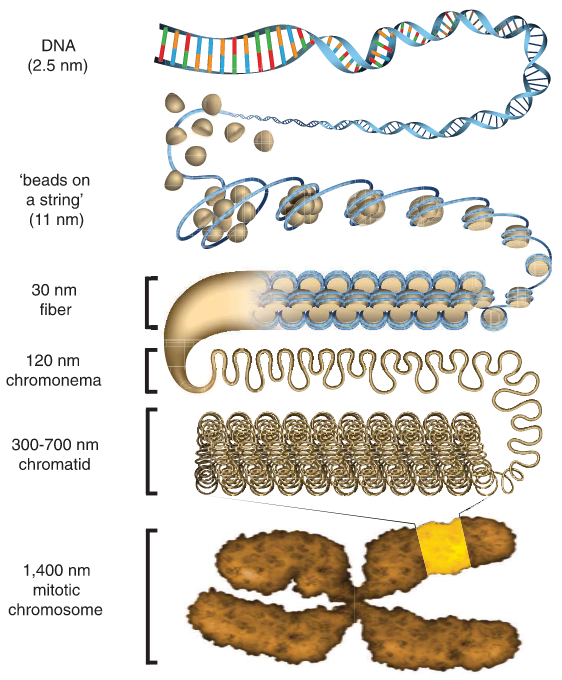 DNA
(2.5 nm)
‘beads on
a string’
(11 nm)
30 nm
fiber
120 nm
chromonema
300-700 nm
chromatid
1,400 nm
mitotic
chromosome